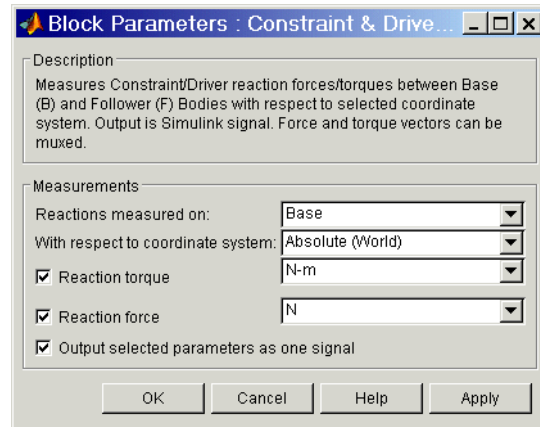 Block Parameters : Constraint & Drive...
Description
Measures Constraint/Driver reaction forces/torques between Base
(B) and Follower (F) Bodies with respect to selected coordinate
system. Output is Simulink signal. Force and torque vectors can be
muxed.
Measurements
Reactions measured on: Base
With respect to coordinate system: Absolute (World)
Reaction torque N-m
Reaction force N
Output selected parameters as one signal
OK Cancel Help Apply